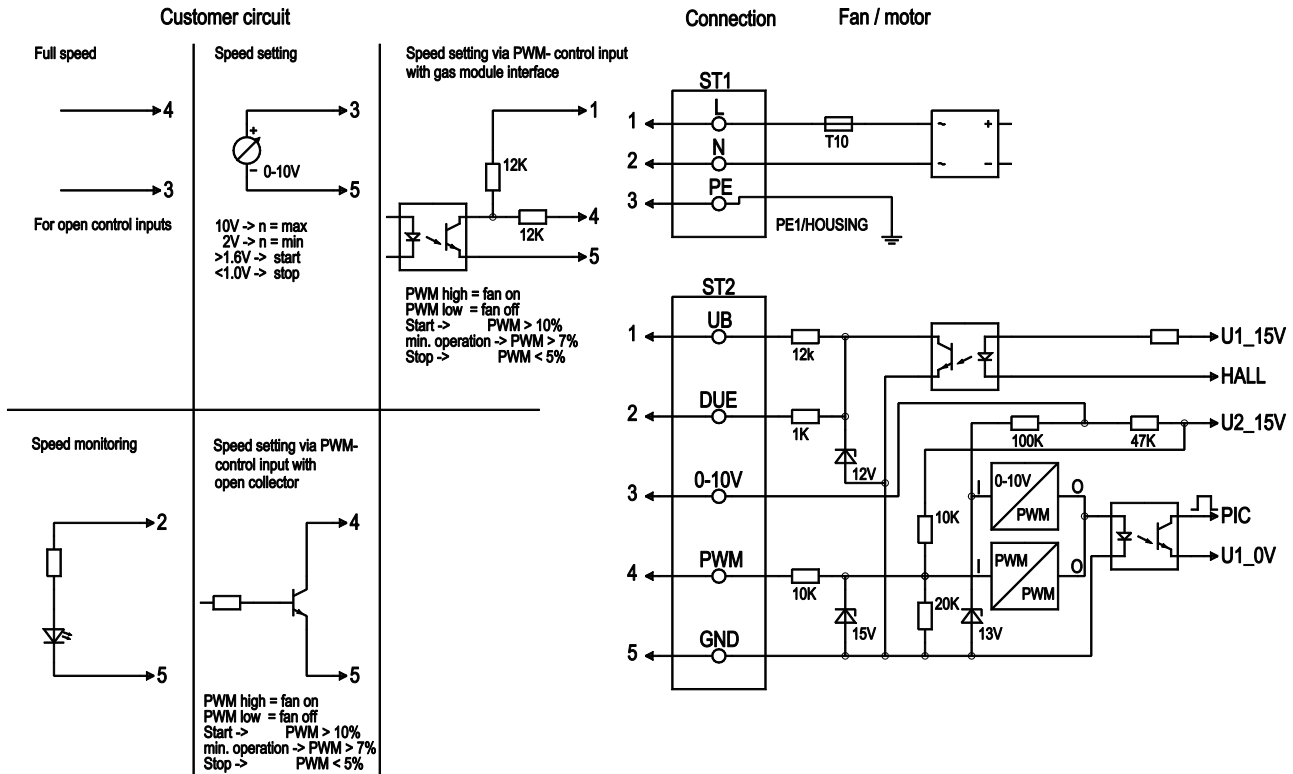 Customer circuit
Connection
Fan / motor
Full speed
4
3
For open control inputs
Speed setting
3
+
− 0-10V
5
10V -> n = max
2V -> n = min
>1.6V -> start
<1.0V -> stop
Speed setting via PWM- control input
with gas module interface
1
12K
4
12K
5
PWM high = fan on
PWM low = fan off
Start -> PWM > 10%
min. operation -> PWM > 7%
Stop -> PWM < 5%
Speed monitoring
2
5
Speed setting via PWM-
control input with
open collector
4
5
PWM high = fan on
PWM low = fan off
Start -> PWM > 10%
min. operation -> PWM > 7%
Stop -> PWM < 5%
ST1
1 L
T10
~ +
2 N
~ −
3 PE
PE1/HOUSING
ST2
1 UB
12k
U1_15V
HALL
2 DUE
1K
100K
47K
U2_15V
12V
3 0-10V
I 0-10V O
PWM
10K
PIC
U1_0V
4 PWM
10K
I PWM O
PWM
20K
15V
13V
5 GND